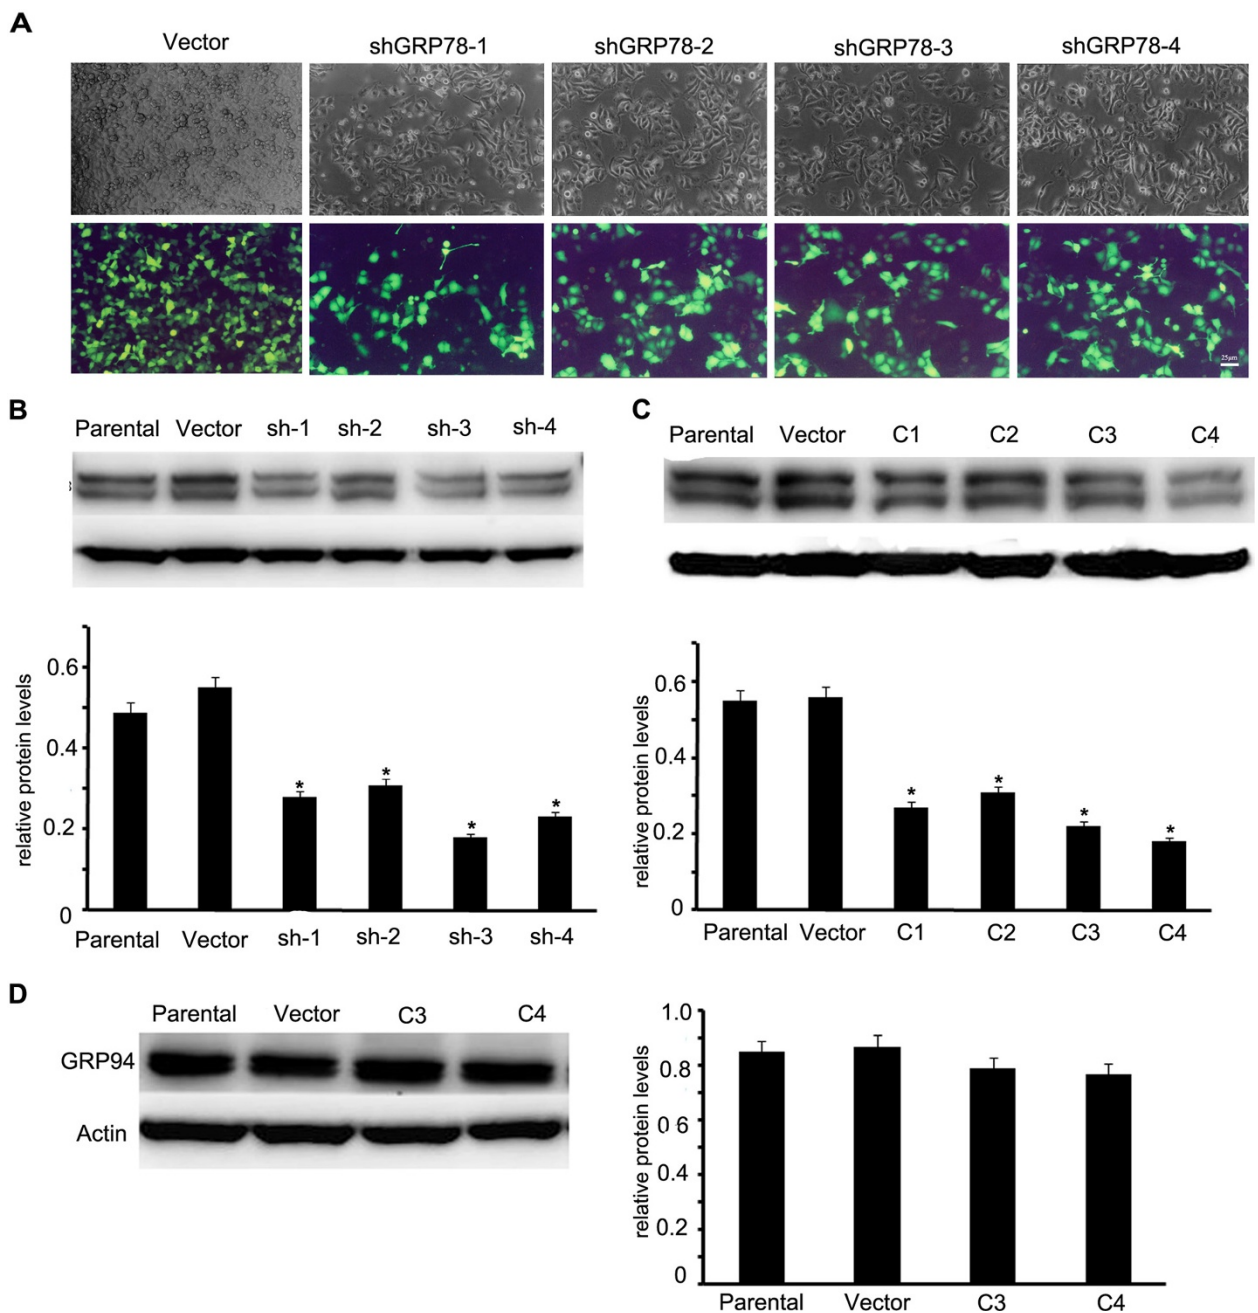 A
Vector shGRP78-1 shGRP78-2 shGRP78-3 shGRP78-4
25μm
B
Parental Vector sh-1 sh-2 sh-3 sh-4
relative protein levels
0.6
0.4
0.2
0
Parental Vector sh-1 sh-2 sh-3 sh-4
* * * *
C
Parental Vector C1 C2 C3 C4
relative protein levels
0.6
0.4
0.2
0
Parental Vector C1 C2 C3 C4
* * * *
D
Parental Vector C3 C4
GRP94
Actin
relative protein levels
1.0
0.8
0.6
0.4
0.2
0
Parental Vector C3 C4